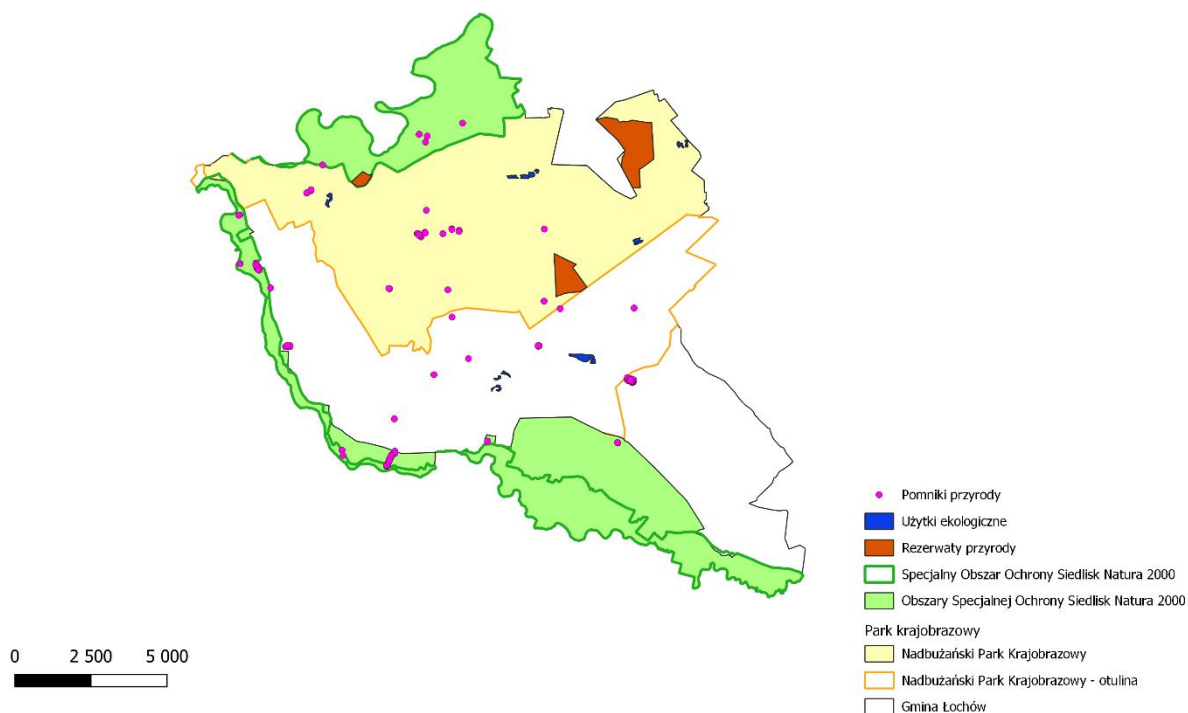 Pomniki przyrody
Użytki ekologiczne
Rezerwaty przyrody
Specjalny Obszar Ochrony Siedlisk Natura 2000
Obszary Specjalnej Ochrony Siedlisk Natura 2000
Park krajobrazowy
Nadbużański Park Krajobrazowy
Nadbużański Park Krajobrazowy - otulina
Gmina Łochów
0 2 500 5 000